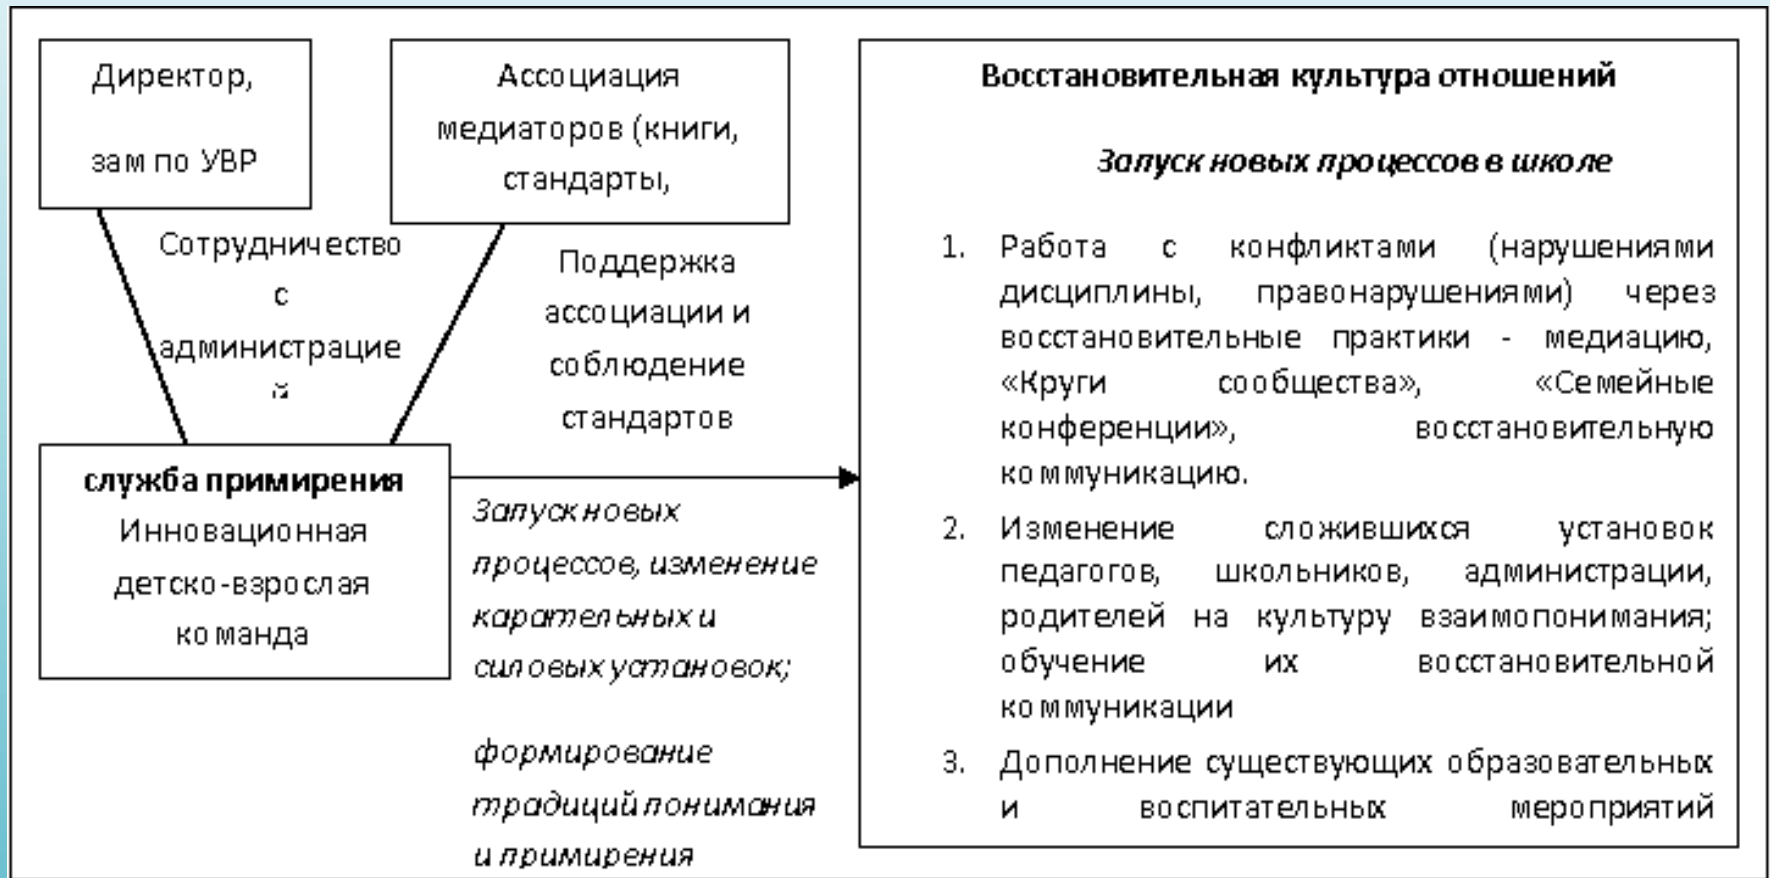 Директор,
зам по УВР
Ассоциация
медиаторов (книги,
стандарты,
Сотрудничество
с
администрацие
й
Поддержка
ассоциации и
соблюдение
стандартов
служба примирения
Инновационная
детско-взрослая
команда
Запуск новых
процессов, изменение
карательных и
силовых установок;
формирование
традиций понимания
и примирения
Восстановительная культура отношений
Запуск новых процессов в школе
1. Работа с конфликтами (нарушениями
дисциплины, правонарушениями) через
восстановительные практики - медиацию,
«Круги сообщества», «Семейные
конференции», восстановительную
коммуникацию.
2. Изменение сложившихся установок
педагогов, школьников, администрации,
родителей на культуру взаимопонимания;
обучение их восстановительной
коммуникации
3. Дополнение существующих образовательных
и воспитательных мероприятий